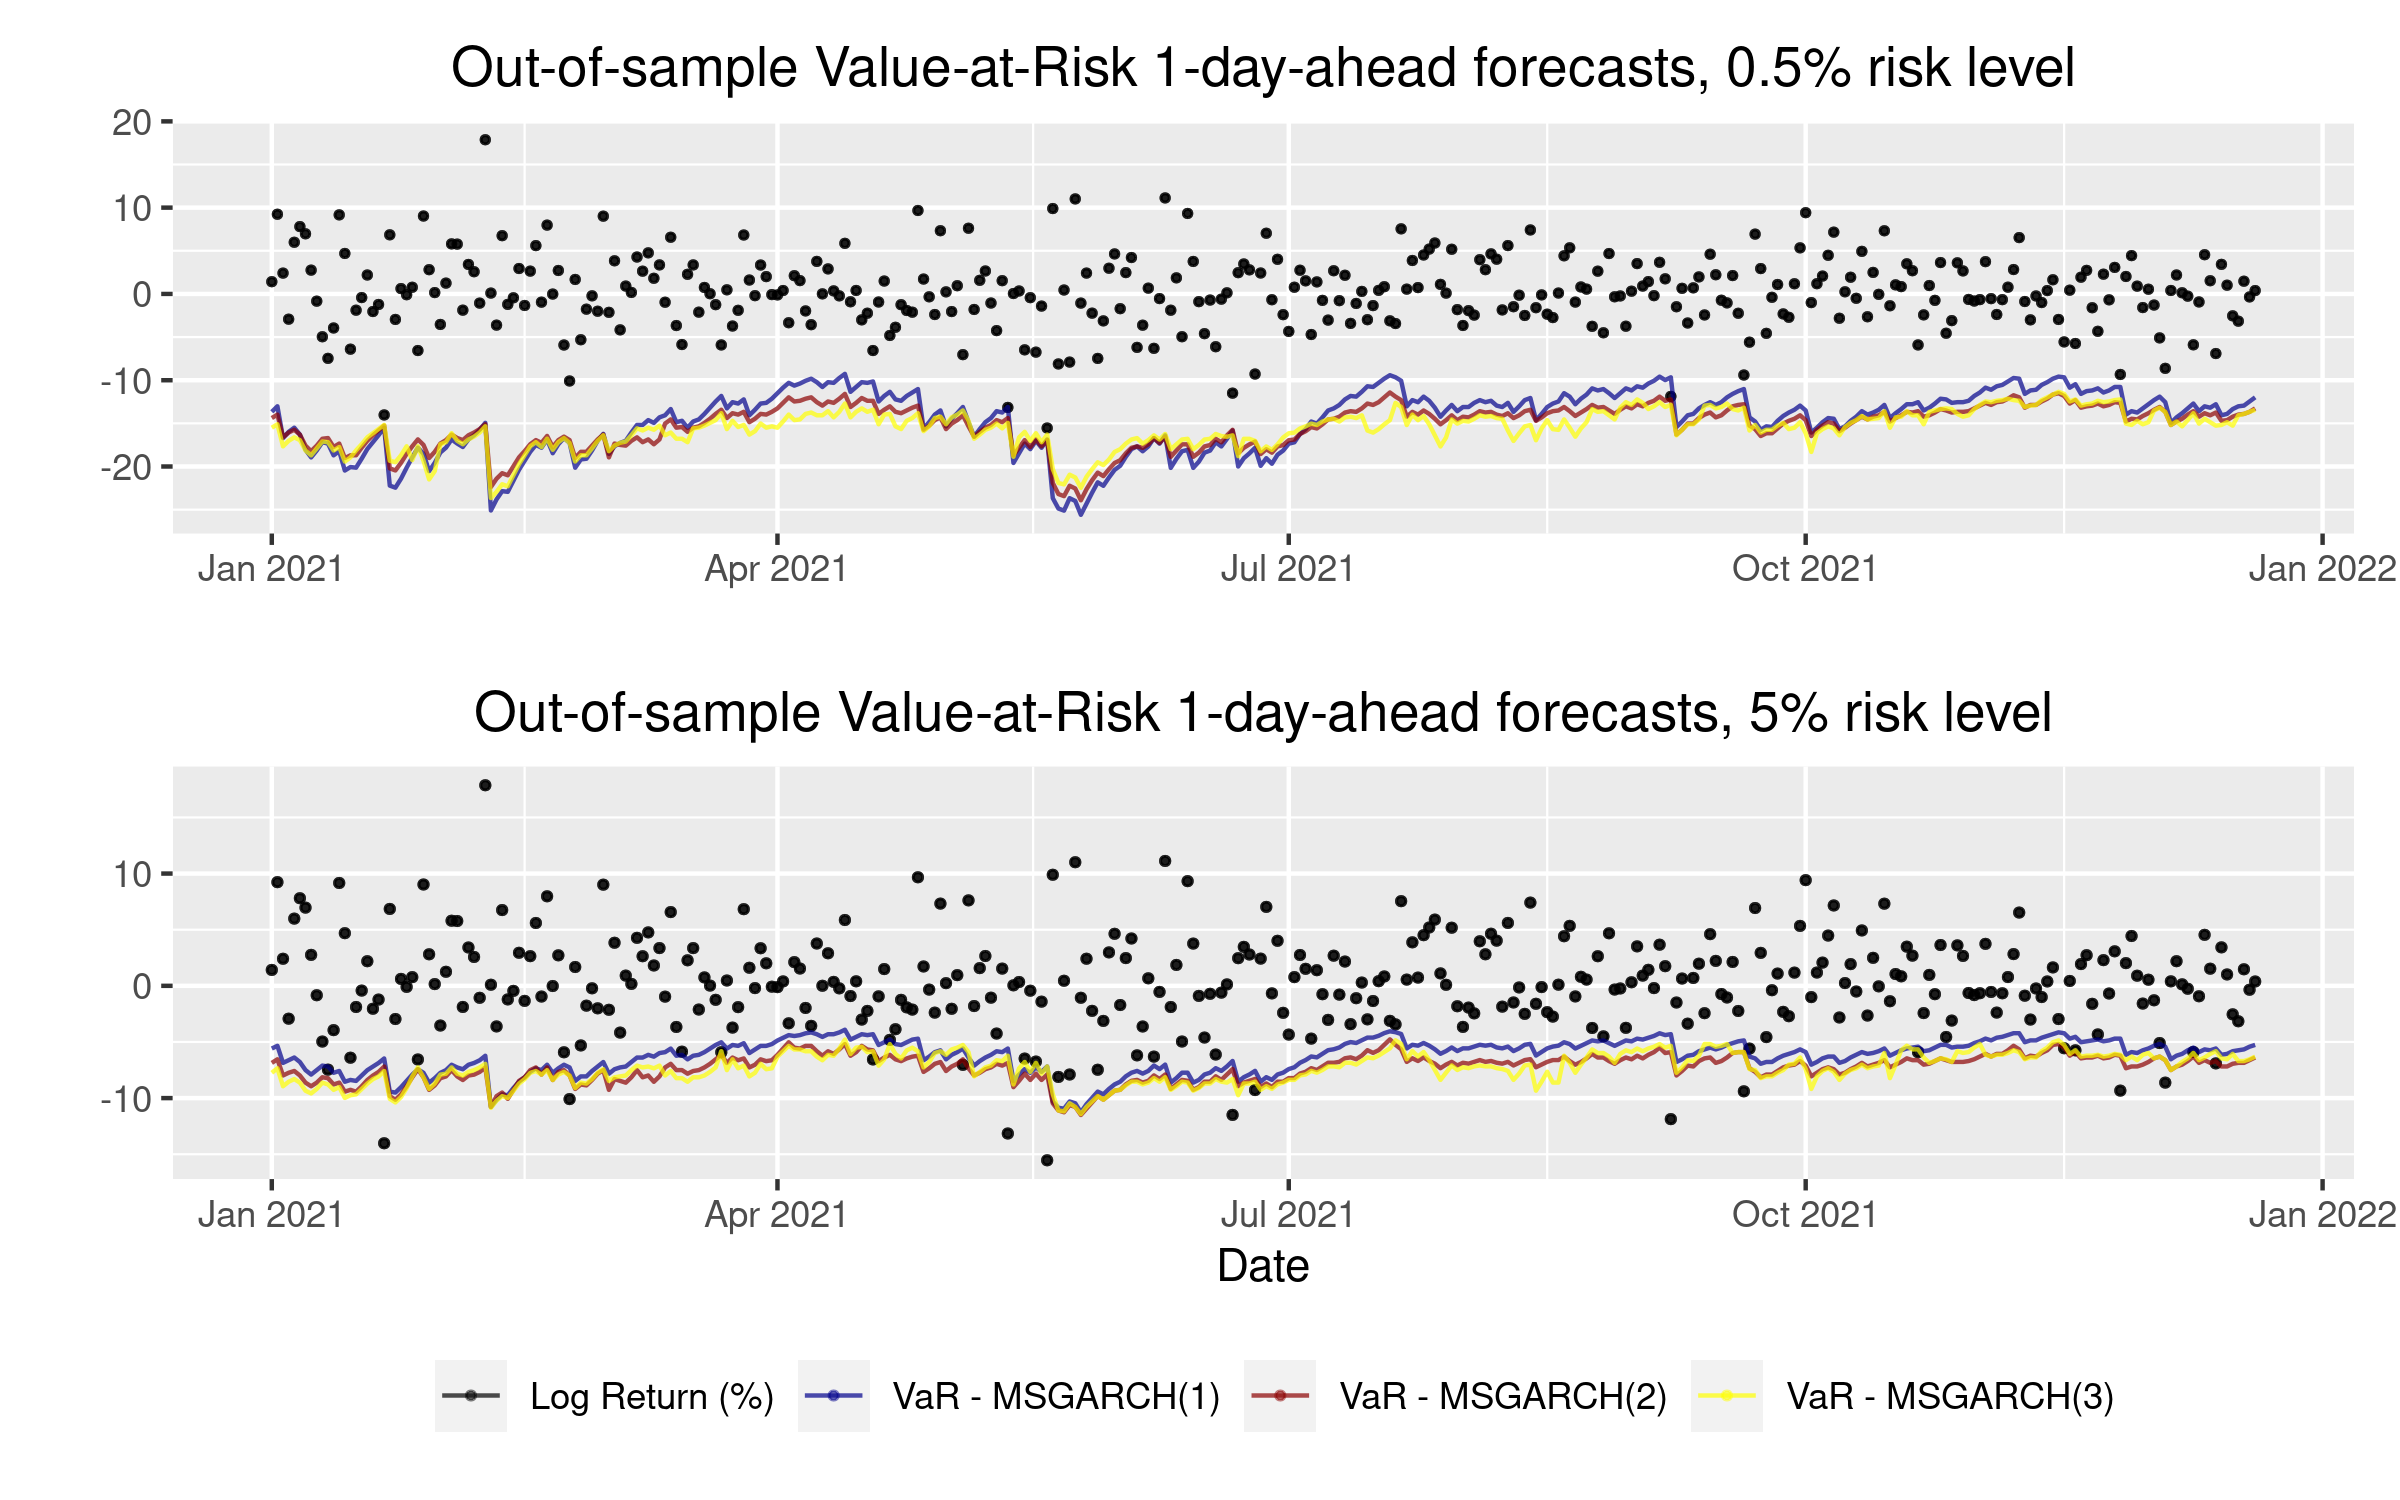 Out-of-sample Value-at-Risk 1-day-ahead forecasts, 0.5% risk level
20
10
0
-10
-20
Jan 2021 Apr 2021 Jul 2021 Oct 2021 Jan 2022
Out-of-sample Value-at-Risk 1-day-ahead forecasts, 5% risk level
10
0
-10
Jan 2021 Apr 2021 Jul 2021 Oct 2021 Jan 2022
Date
Log Return (%) VaR - MSGARCH(1) VaR - MSGARCH(2) VaR - MSGARCH(3)